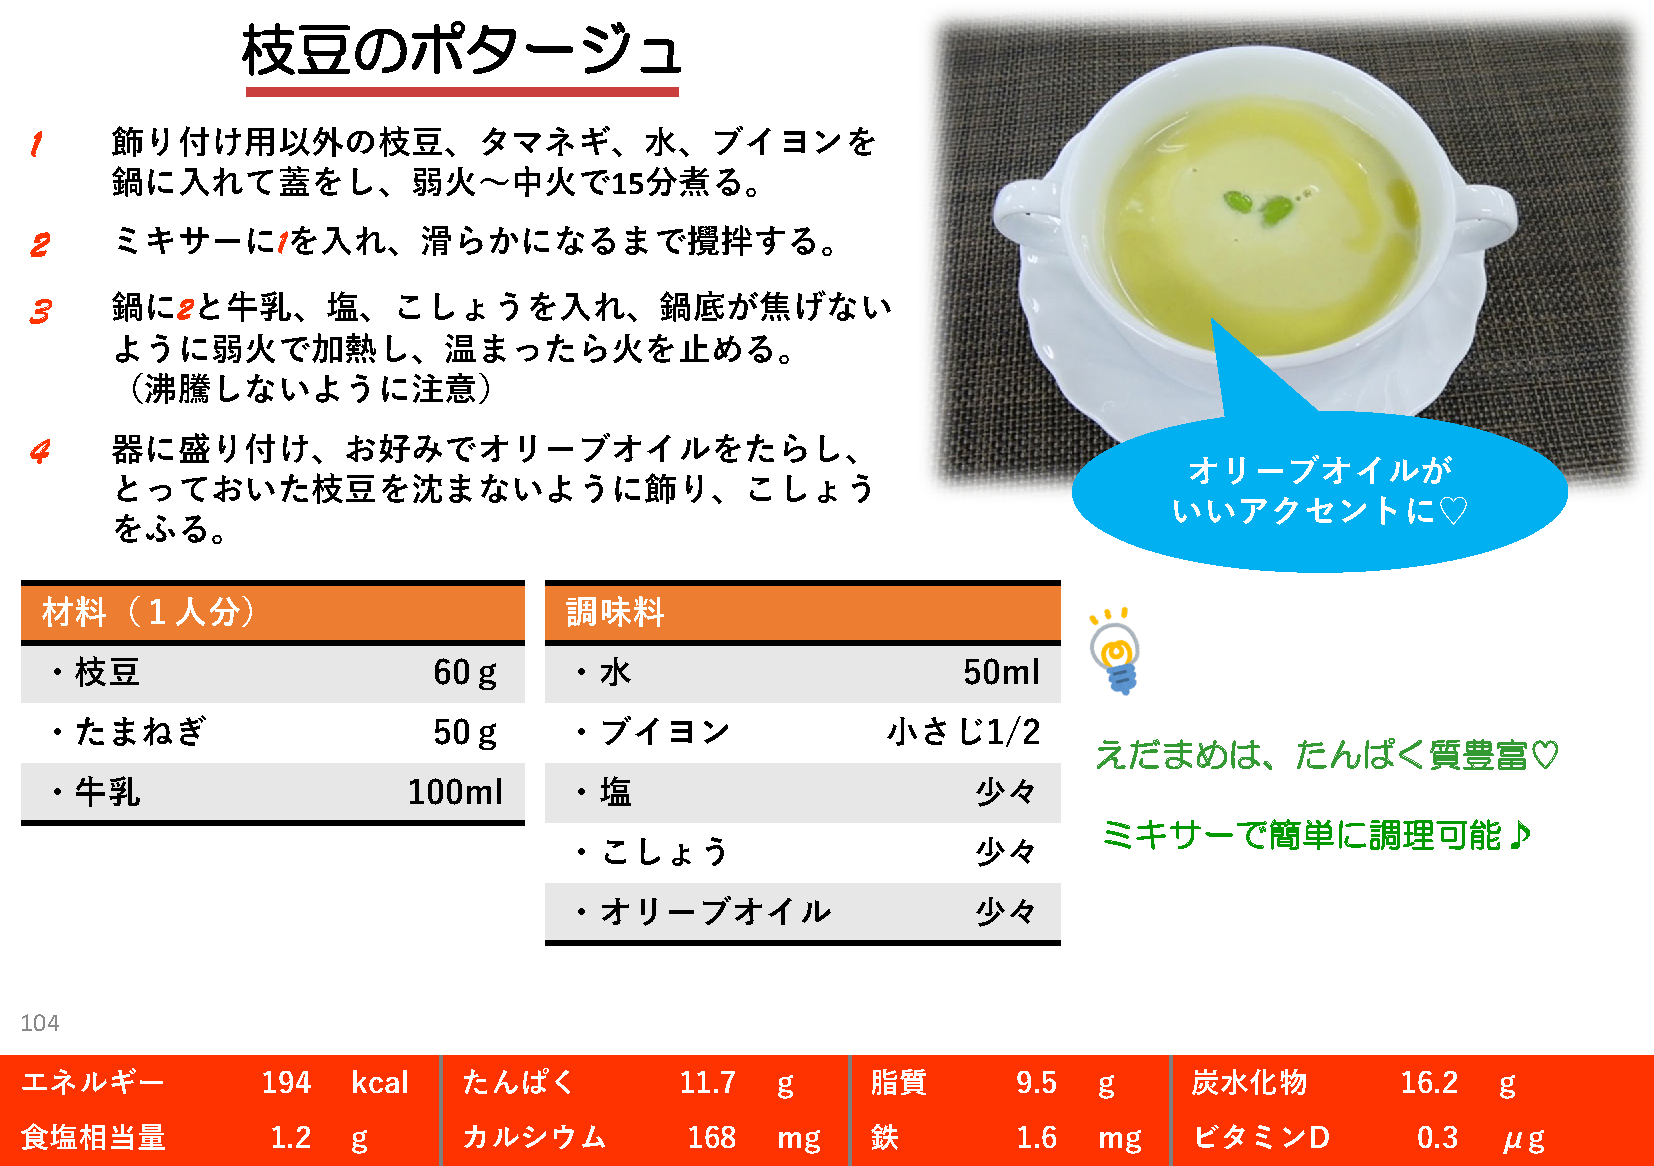 枝豆のポタージュ
1 飾り付け用以外の枝豆、タマネギ、水、ブイヨンを
鍋に入れて蓋をし、弱火～中火で15分煮る。
2 ミキサーに1を入れ、滑らかになるまで攪拌する。
3 鍋に2と牛乳、塩、こしょうを入れ、鍋底が焦げない
ように弱火で加熱し、温まったら火を止める。
（沸騰しないように注意）
4 器に盛り付け、お好みでオリーブオイルをたらし、
とっておいた枝豆を沈まないように飾り、こしょう
をふる。
オリーブオイルが
いいアクセントに♡
材料（１人分）
・枝豆 60ｇ
・たまねぎ 50ｇ
・牛乳 100ml
調味料
・水 50ml
・ブイヨン 小さじ1/2
・塩 少々
・こしょう 少々
・オリーブオイル 少々
えだまめは、たんぱく質豊富♡
ミキサーで簡単に調理可能♪
104
エネルギー 194 kcal たんぱく 11.7 g 脂質 9.5 g 炭水化物 16.2 g
食塩相当量 1.2 g カルシウム 168 mg 鉄 1.6 mg ビタミンD 0.3 μg